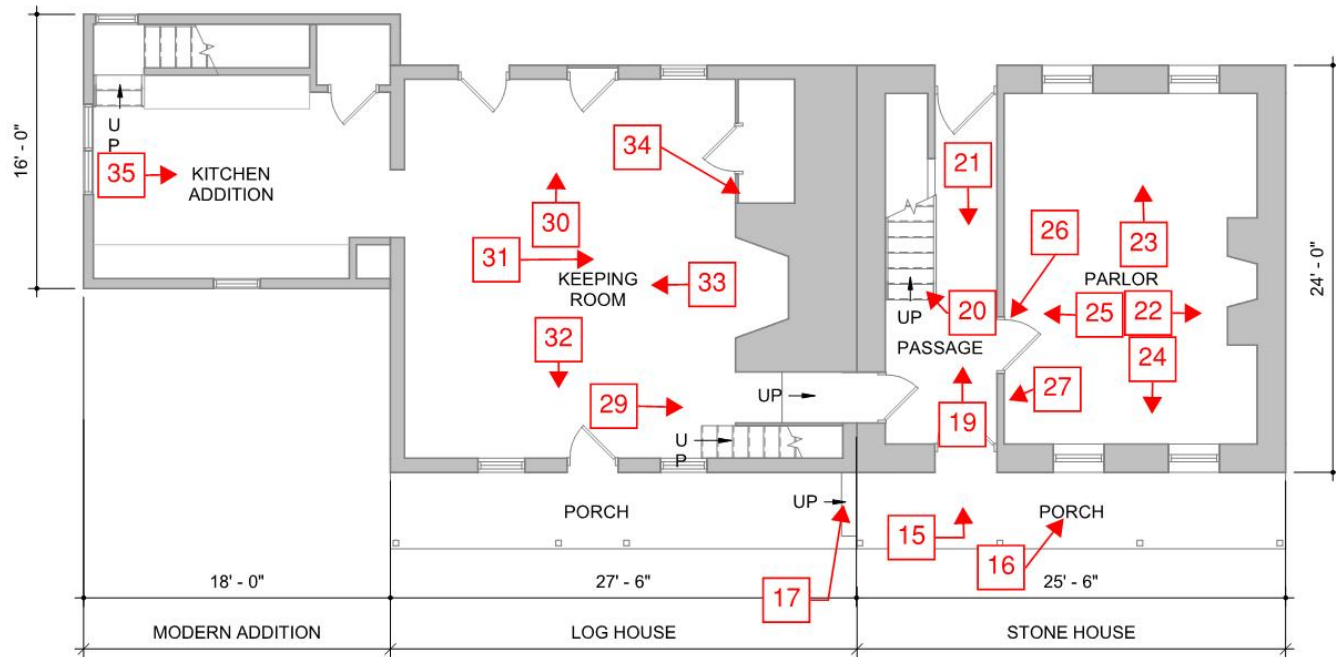 16' - 0"
U
P
35
KITCHEN
ADDITION
34
30
31
KEEPING
ROOM
33
32
29
UP
U
P
21
26
23
PARLOR
20
25
22
UP
PASSAGE
24
27
19
24' - 0"
PORCH
UP
15
PORCH
16
17
18' - 0"
27' - 6"
25' - 6"
MODERN ADDITION
LOG HOUSE
STONE HOUSE